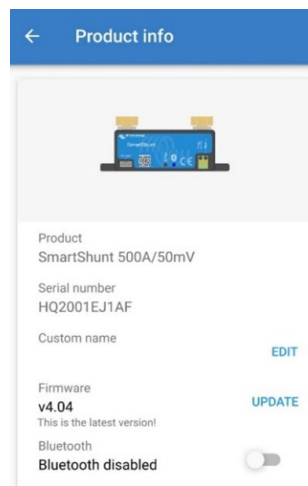 Product info
SmartShunt
Product
SmartShunt 500A/50mV
Serial number
HQ2001EJ1AF
Custom name
EDIT
Firmware
v4.04
UPDATE
This is the latest version!
Bluetooth
Bluetooth disabled